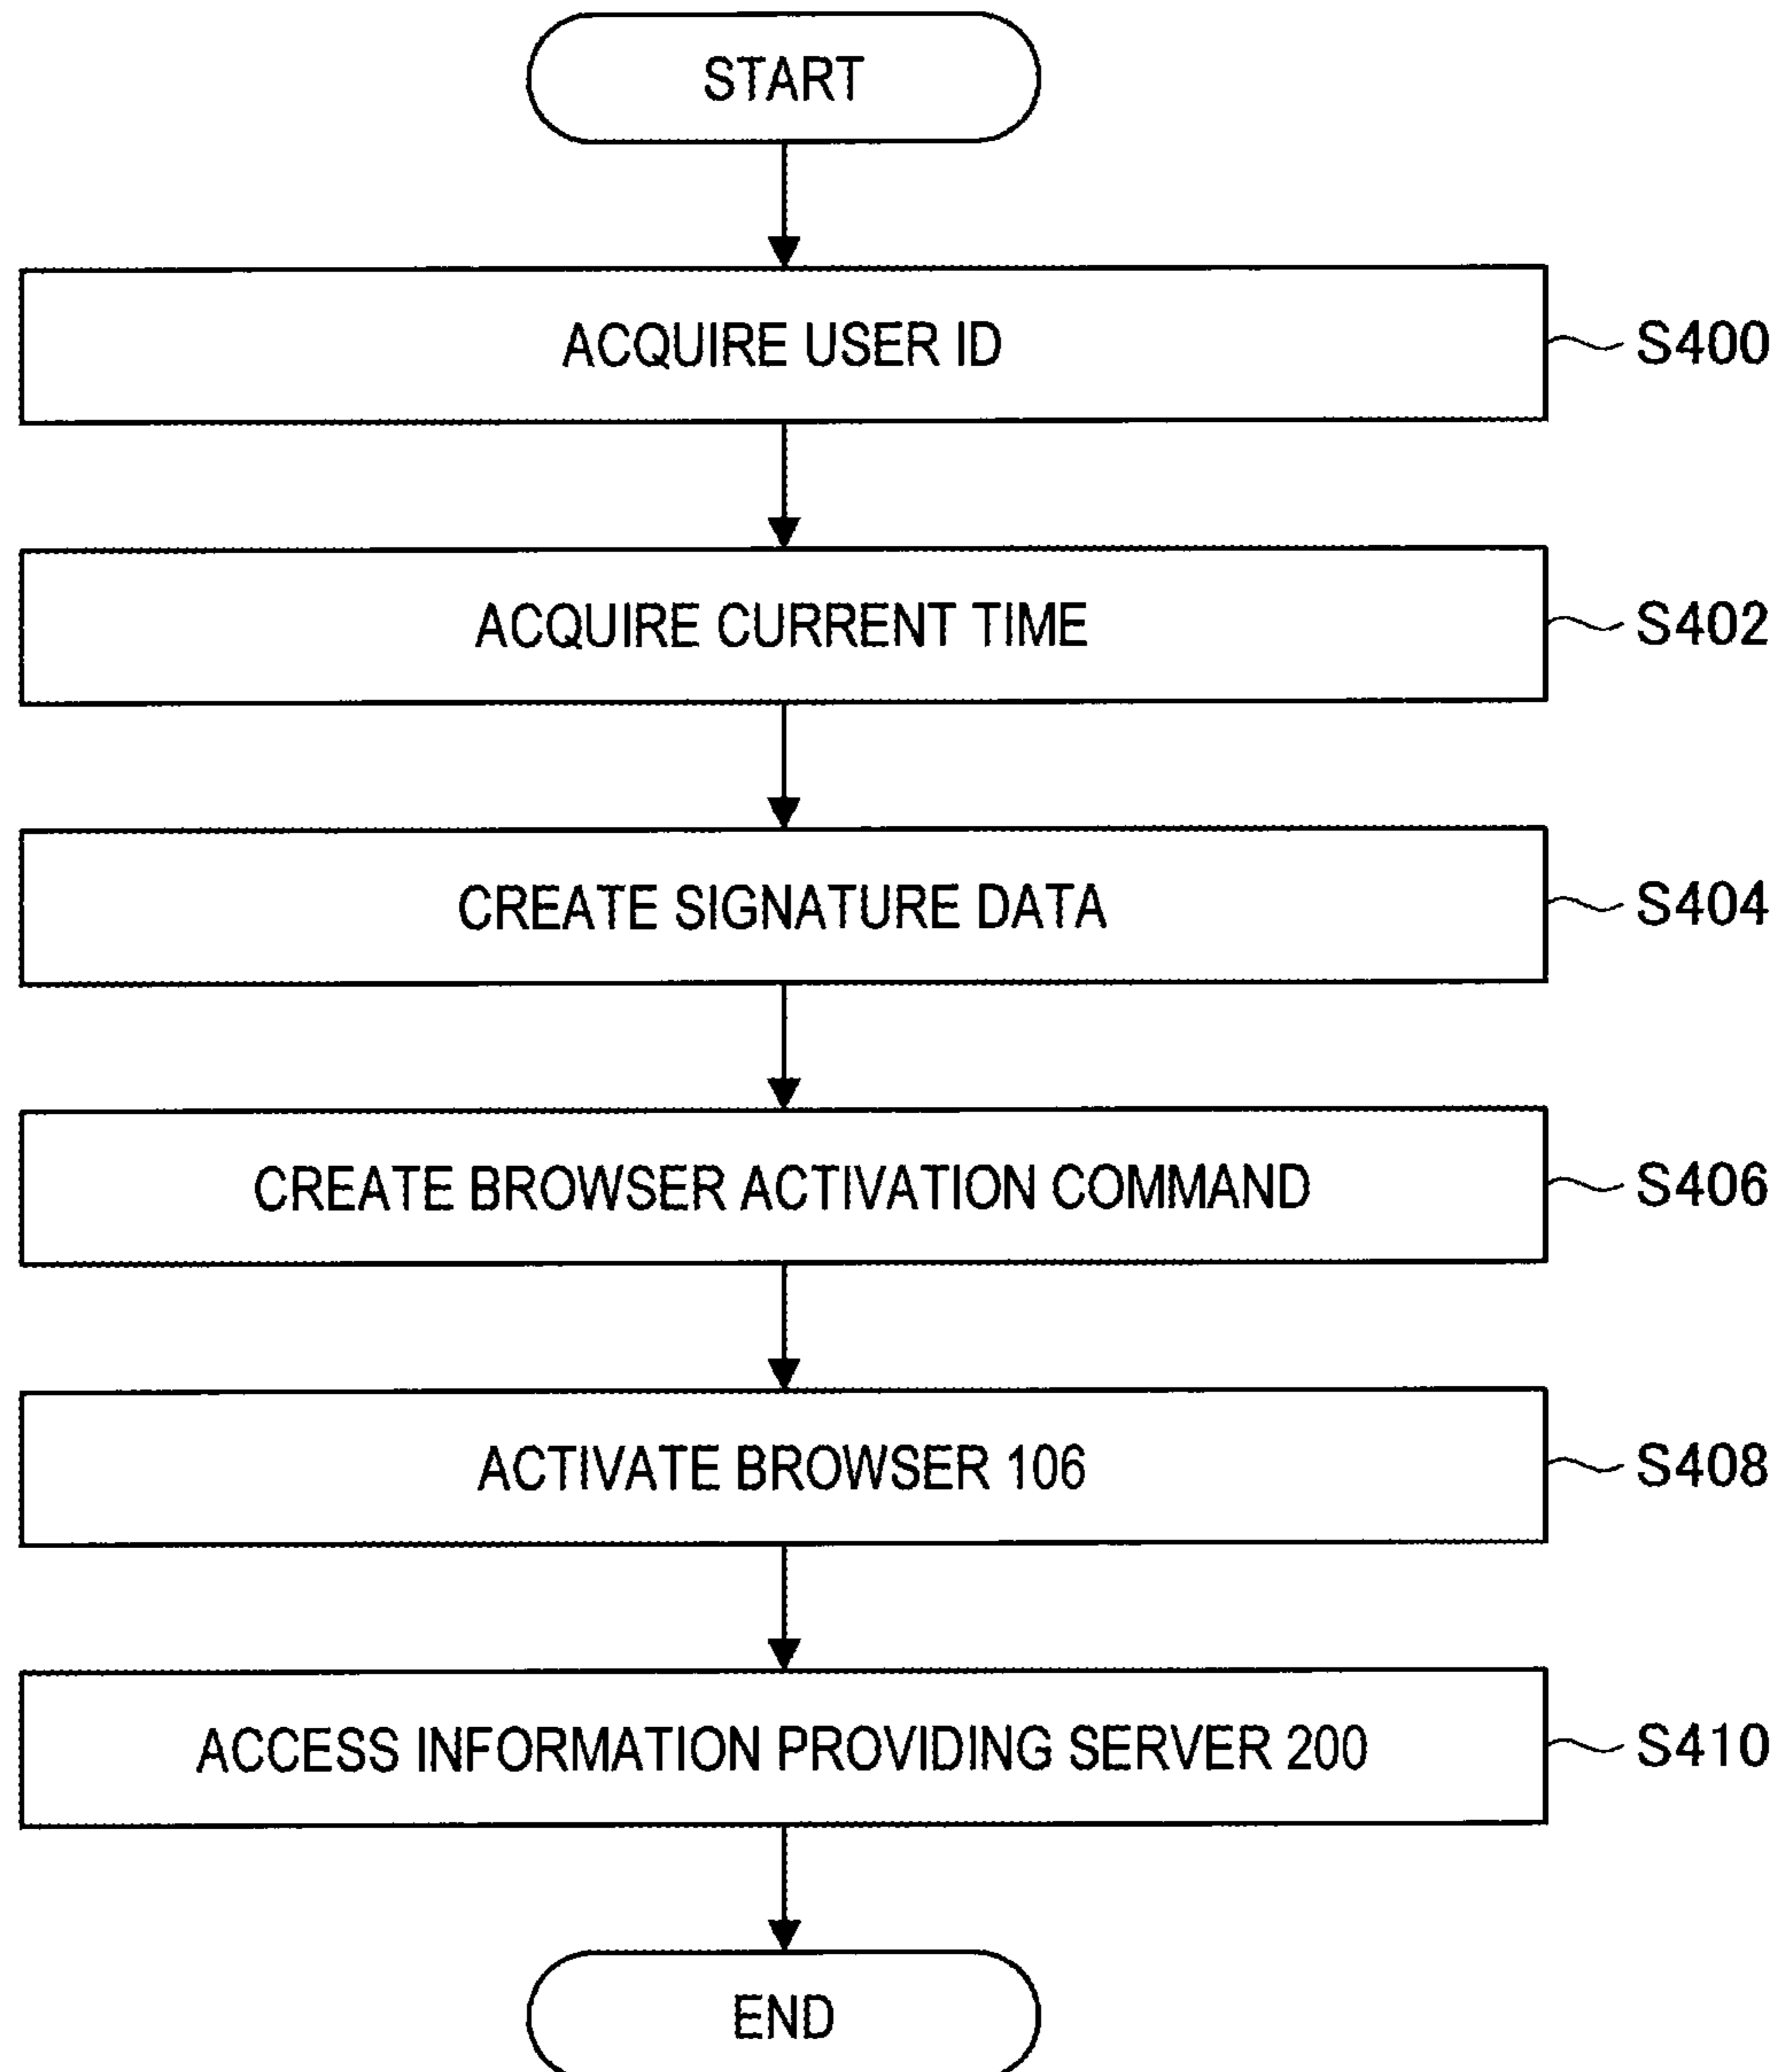 START
ACQUIRE USER ID
S400
ACQUIRE CURRENT TIME
S402
CREATE SIGNATURE DATA
S404
CREATE BROWSER ACTIVATION COMMAND
S406
ACTIVATE BROWSER 106
S408
ACCESS INFORMATION PROVIDING SERVER 200
S410
END